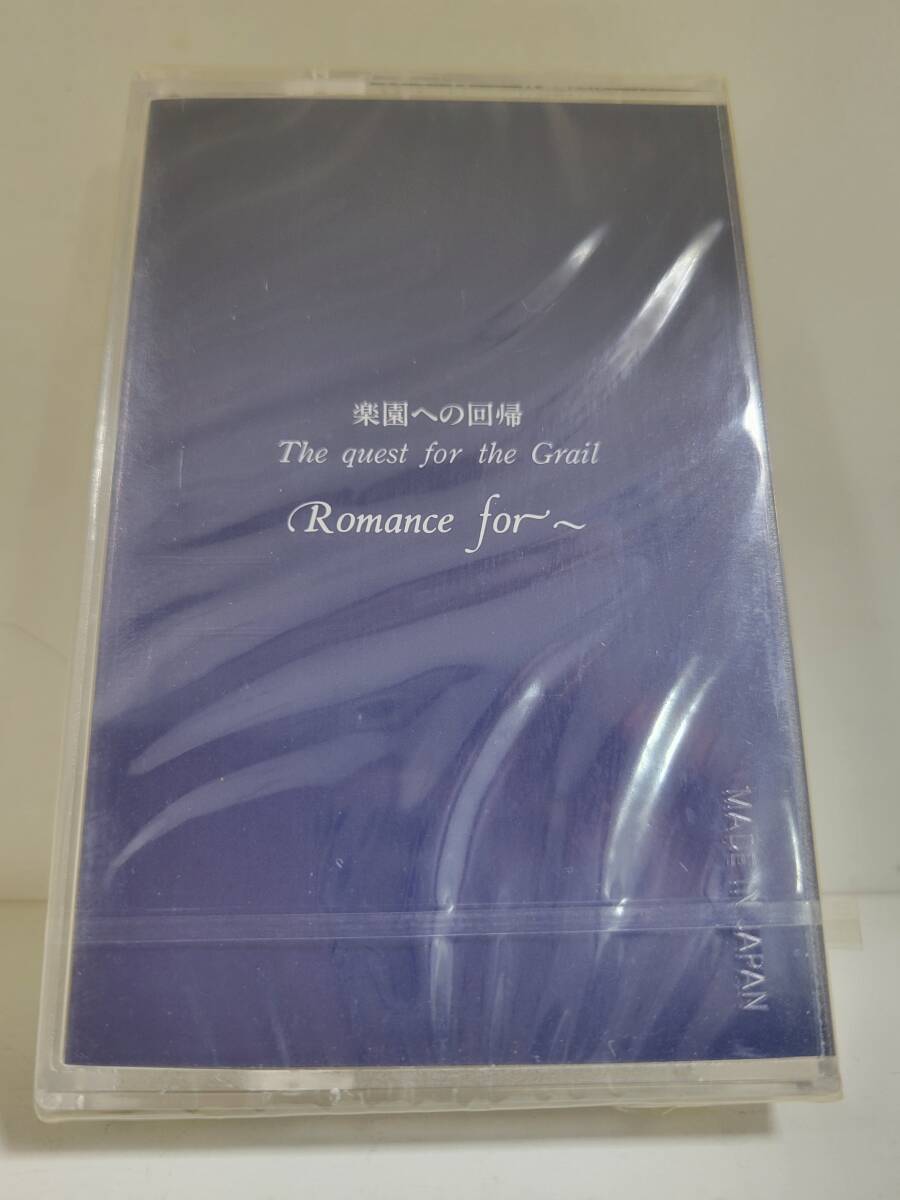 楽園への回帰
The quest for the Grail
Romance for~
MADE IN JAPAN